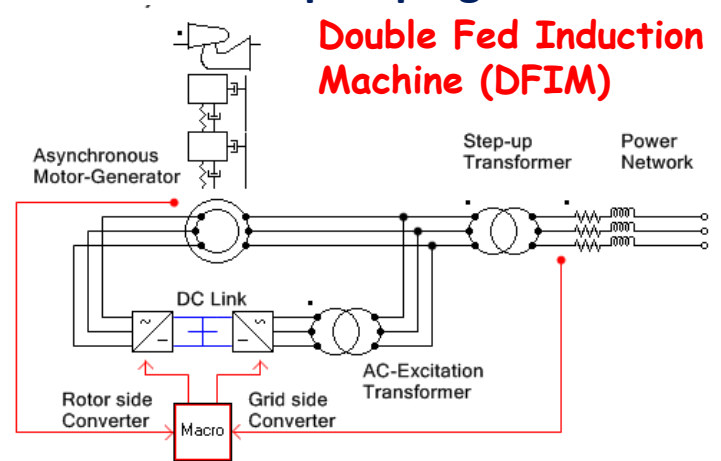 Double Fed Induction
Machine (DFIM)
Asynchronous
Motor-Generator
Step-up
Transformer
Power
Network
DC Link
AC-Excitation
Transformer
Rotor side
Converter
Grid side
Converter
Macro